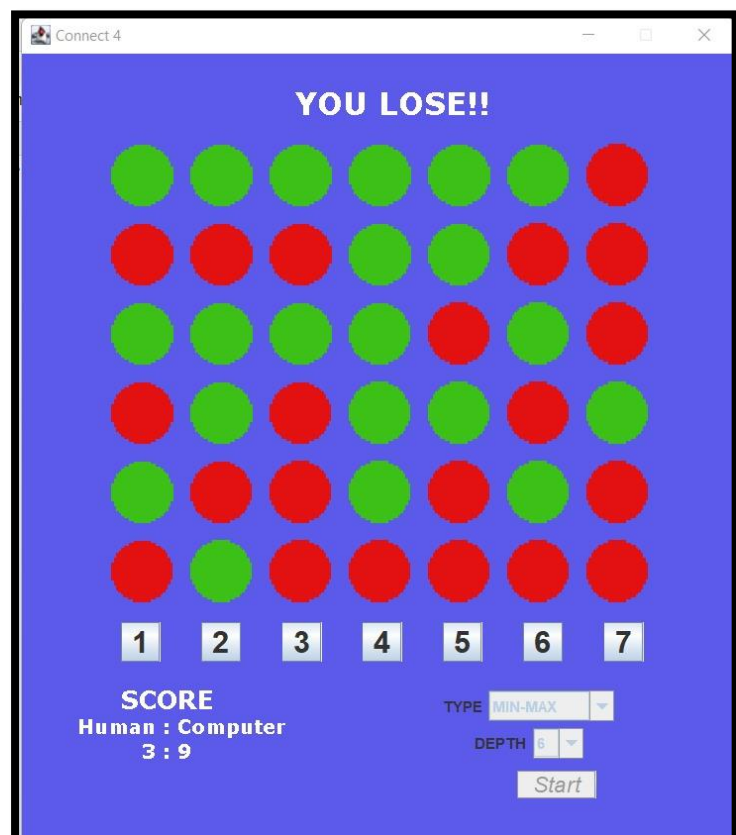 Connect 4
YOU LOSE!!
1 2 3 4 5 6 7
SCORE
Human : Computer
3 : 9
TYPE MIN-MAX
DEPTH 6
Start